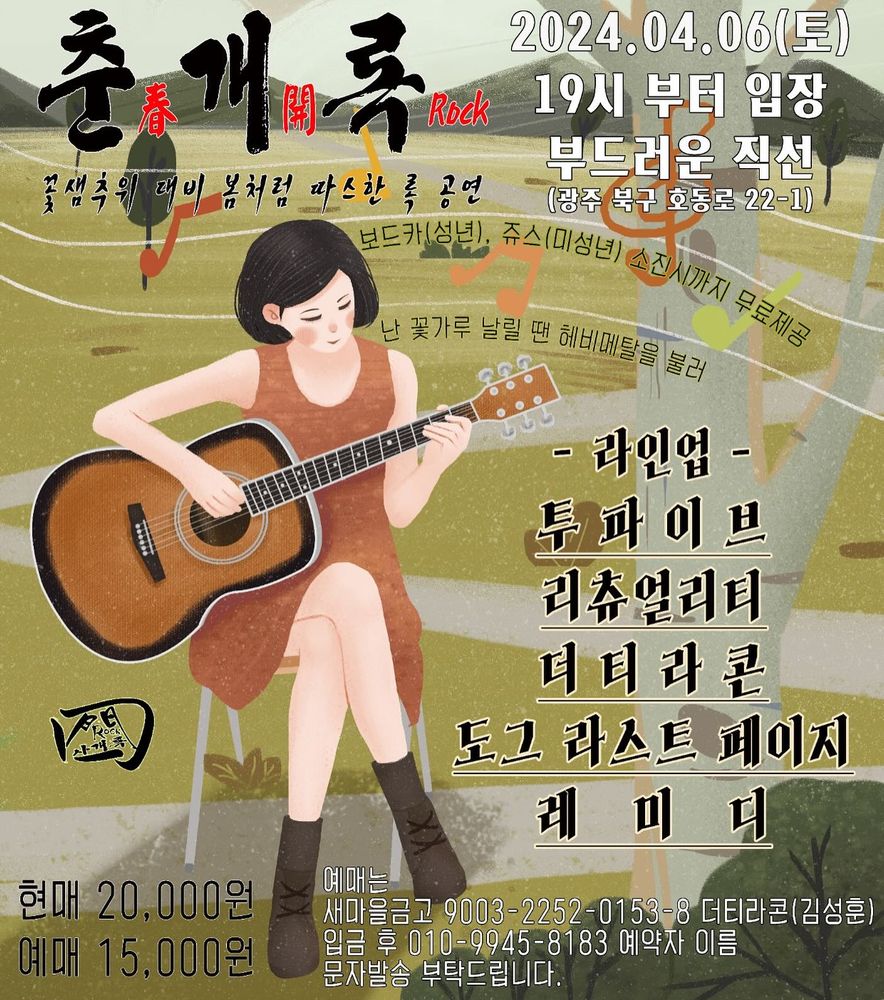 춘春개開록Rock
꽃샘추위 대비 봄처럼 따스한 록 공연
2024.04.06(토)
19시 부터 입장
부드러운 직선
(광주 북구 호동로 22-1)
보드카(성년), 쥬스(미성년) 소진시까지 무료제공
난 꽃가루 날릴 땐 헤비메탈을 불러
- 라인업 -
투파이브
리츄얼리티
더티라콘
도그 라스트 페이지
레미디
Rock
사개록
현매 20,000원
예매 15,000원
예매는
새마을금고 9003-2252-0153-8 더티라콘(김성훈)
입금 후 010-9945-8183 예약자 이름
문자발송 부탁드립니다.